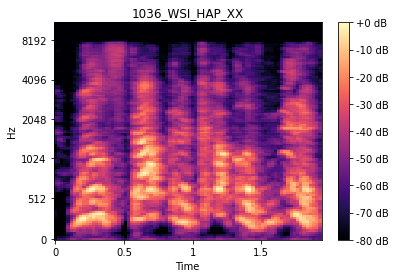 1036_WSI_HAP_XX
+0 dB
8192
-10 dB
4096
-20 dB
-30 dB
2048
-40 dB
Hz
1024
-50 dB
512
-60 dB
-70 dB
0
-80 dB
0
0.5
1
1.5
Time